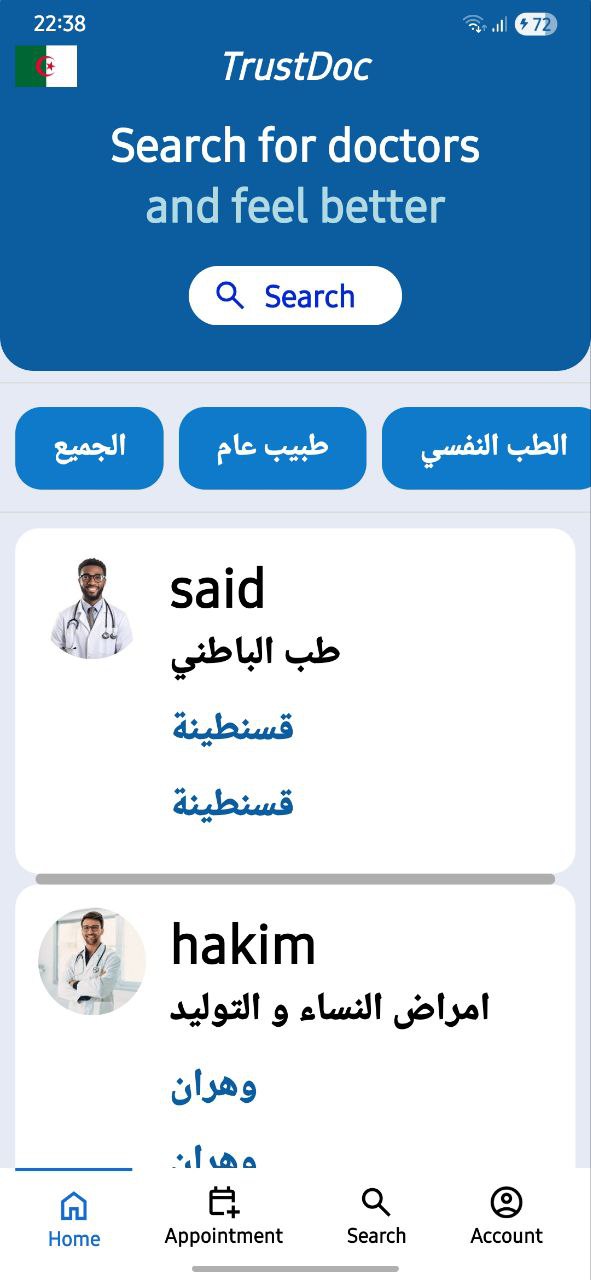 22:38
72
TrustDoc
Search for doctors
and feel better
Search
الجميع
طبيب عام
الطب النفسي
said
طب الباطني
قسنطينة
قسنطينة
hakim
امراض النساء و التوليد
وهران
وهران
Home
Appointment
Search
Account